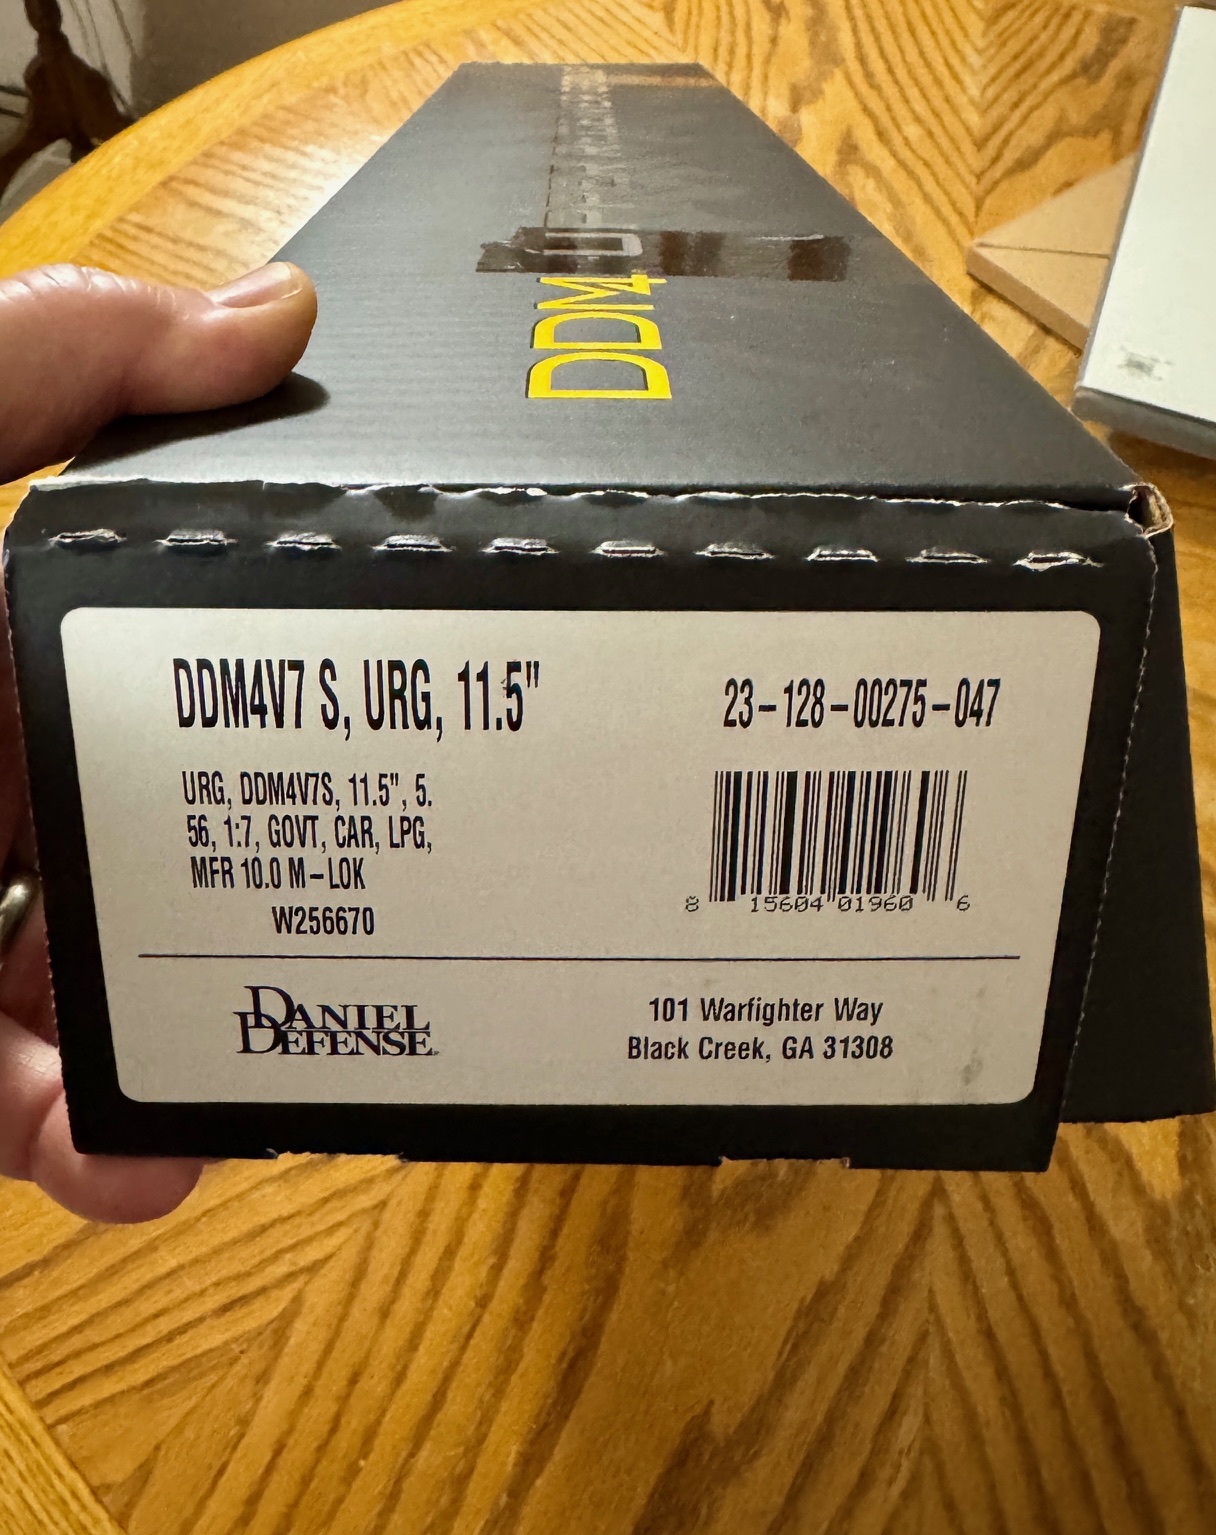 DDM4
DDM4V7 S, URG, 11.5"
23-128-00275-047
URG, DDM4V7S, 11.5", 5.
56, 1:7, GOVT, CAR, LPG,
MFR 10.0 M-LOK
W256670
8 15604 01960 6
DANIEL
DEFENSE
101 Warfighter Way
Black Creek, GA 31308